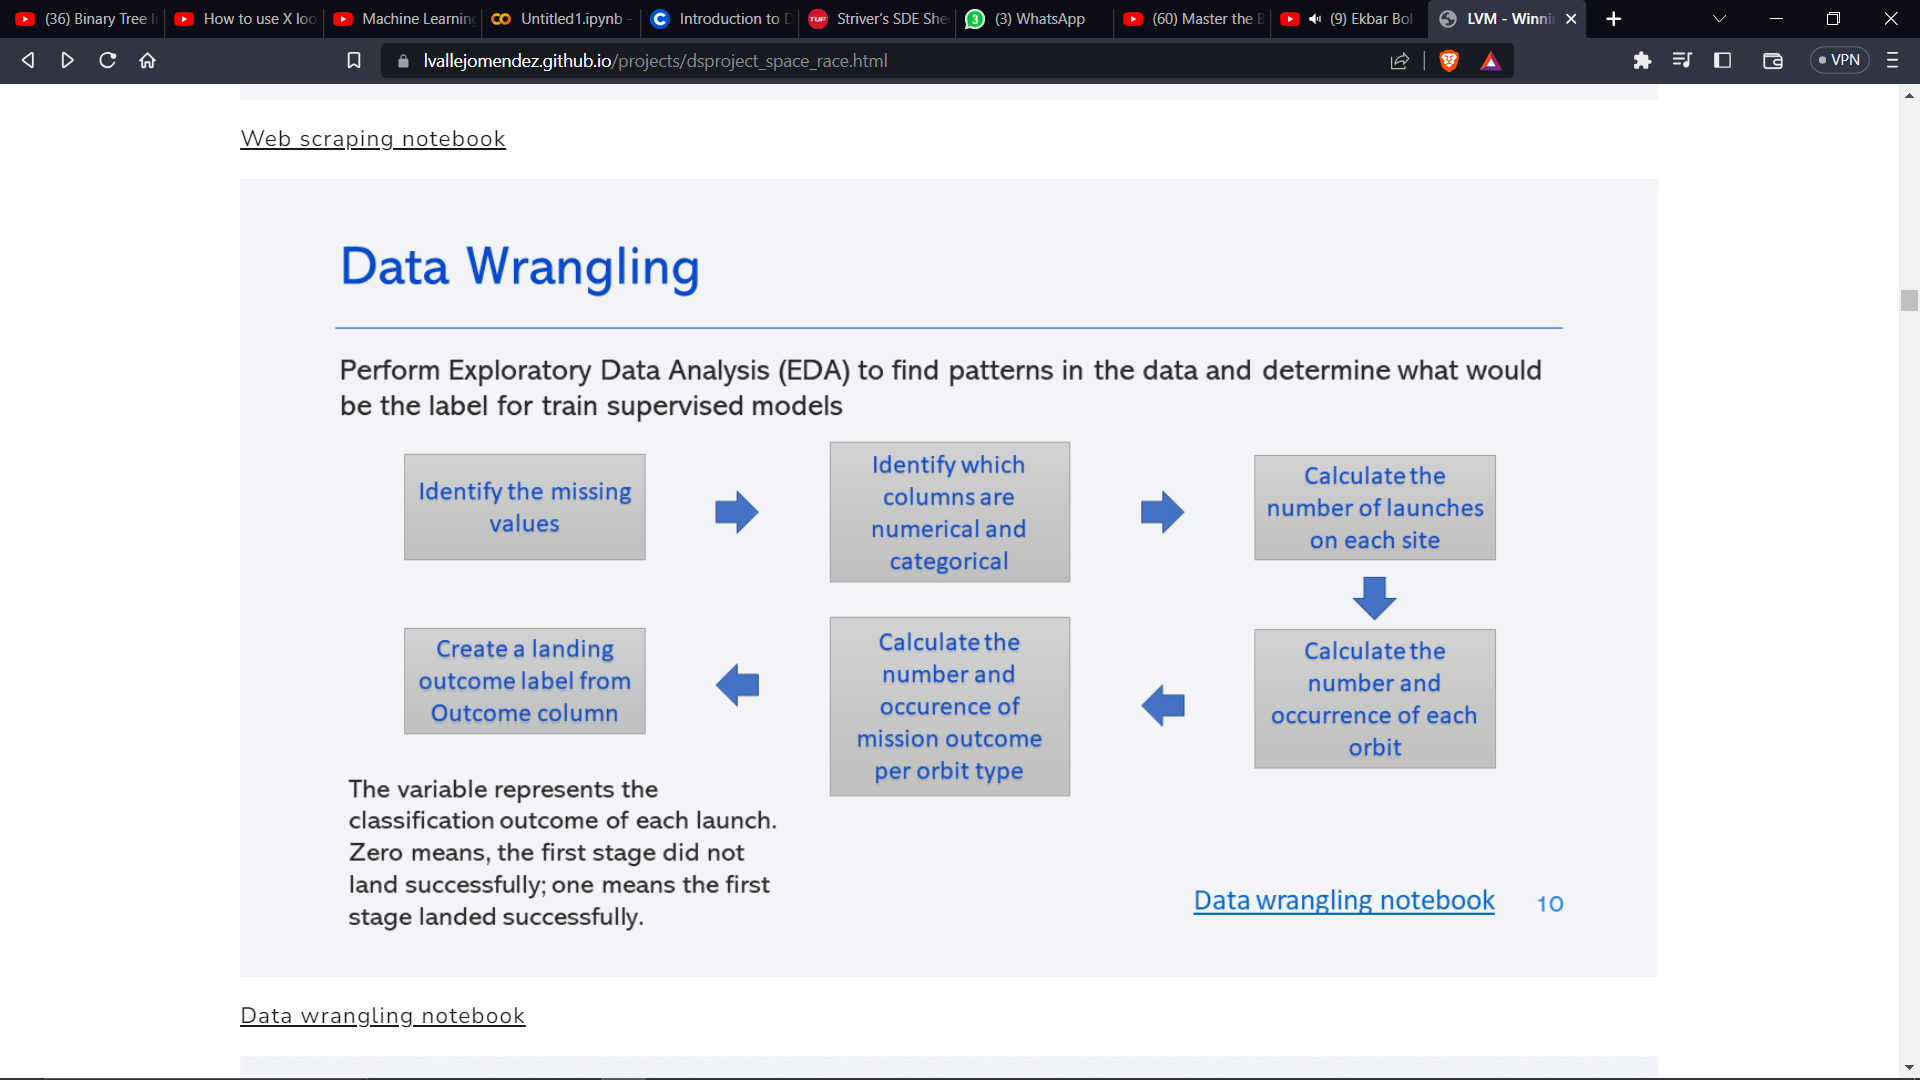 (36) Binary Tree I
How to use X loo
Machine Learning
Untitled1.ipynb -
Introduction to D
Striver's SDE She
(3) WhatsApp
(60) Master the B
(9) Ekbar Bol
LVM - Winni
lvallejomendez.github.io/projects/dsproject_space_race.html
VPN
Web scraping notebook
Data Wrangling
Perform Exploratory Data Analysis (EDA) to find patterns in the data and determine what would
be the label for train supervised models
Identify the missing
values
Identify which
columns are
numerical and
categorical
Calculate the
number of launches
on each site
Calculate the
number and
occurrence of each
orbit
Calculate the
number and
occurence of
mission outcome
per orbit type
Create a landing
outcome label from
Outcome column
The variable represents the
classification outcome of each launch.
Zero means, the first stage did not
land successfully; one means the first
stage landed successfully.
Data wrangling notebook
10
Data wrangling notebook